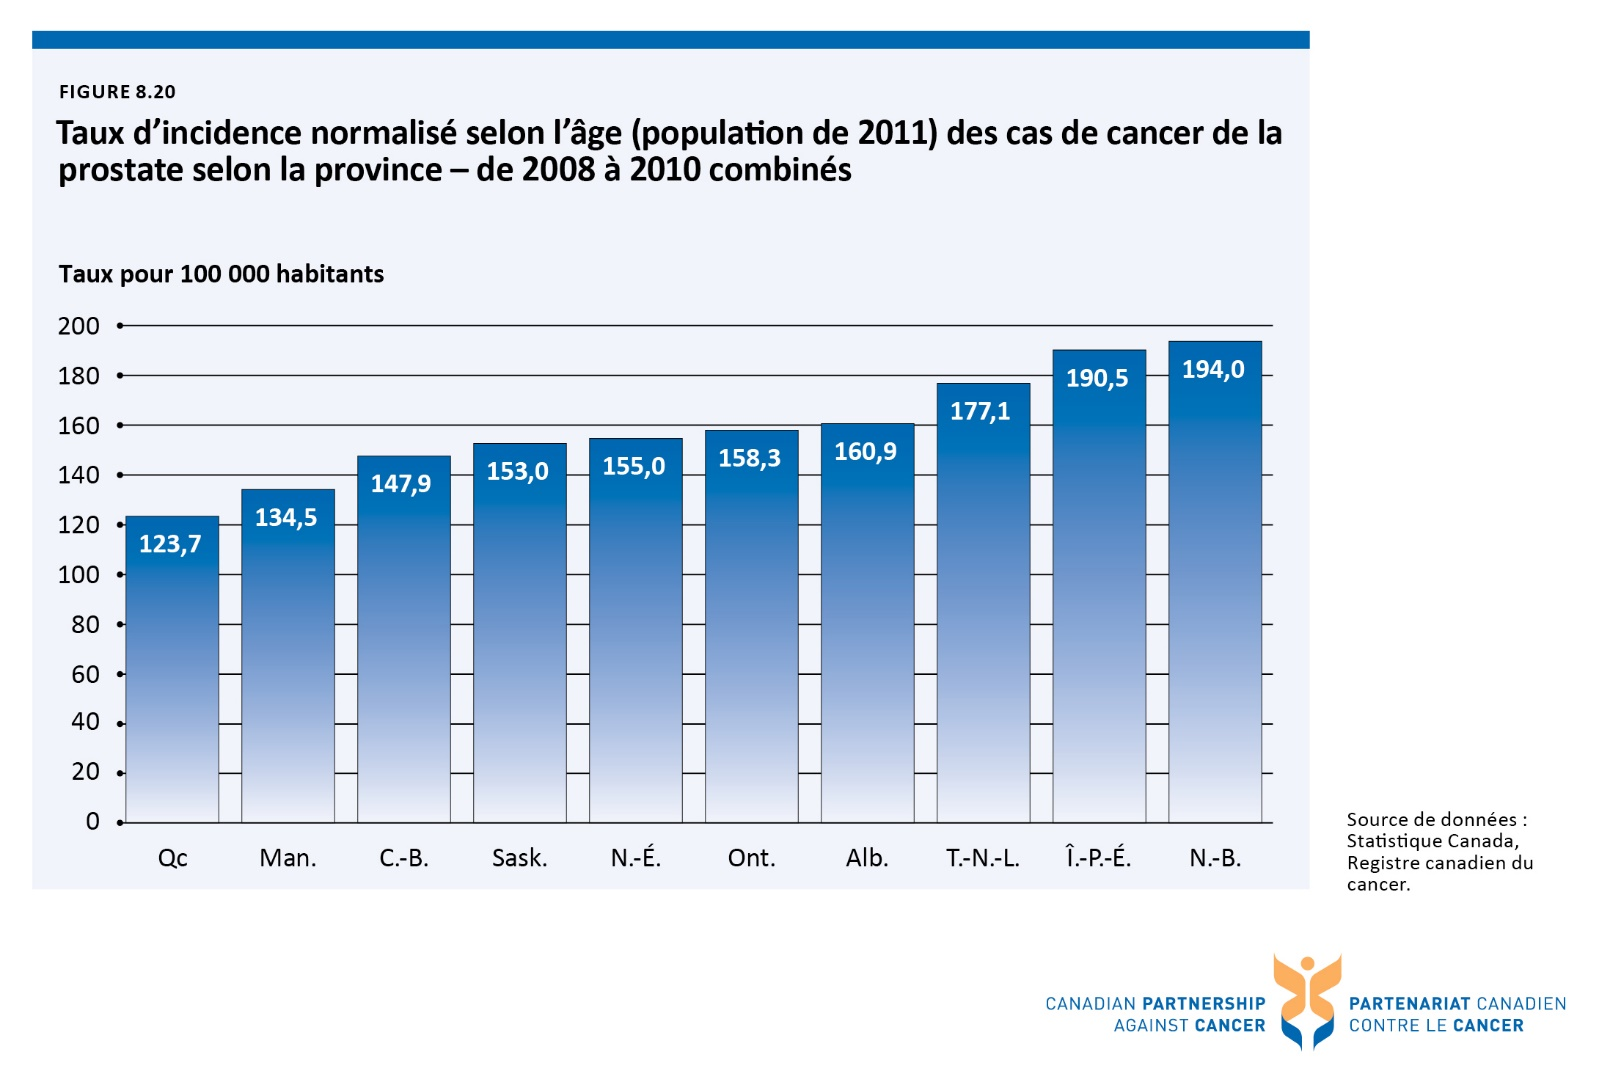 FIGURE 8.20
Taux d’incidence normalisé selon l’âge (population de 2011) des cas de cancer de la
prostate selon la province – de 2008 à 2010 combinés
Taux pour 100 000 habitants
200
180
160
140
120
100
80
60
40
20
0
123,7
134,5
147,9
153,0
155,0
158,3
160,9
177,1
190,5
194,0
Qc
Man.
C.-B.
Sask.
N.-É.
Ont.
Alb.
T.-N.-L.
Î.-P.-É.
N.-B.
Source de données :
Statistique Canada,
Registre canadien du
cancer.
CANADIAN PARTNERSHIP
AGAINST CANCER
PARTENARIAT CANADIEN
CONTRE LE CANCER